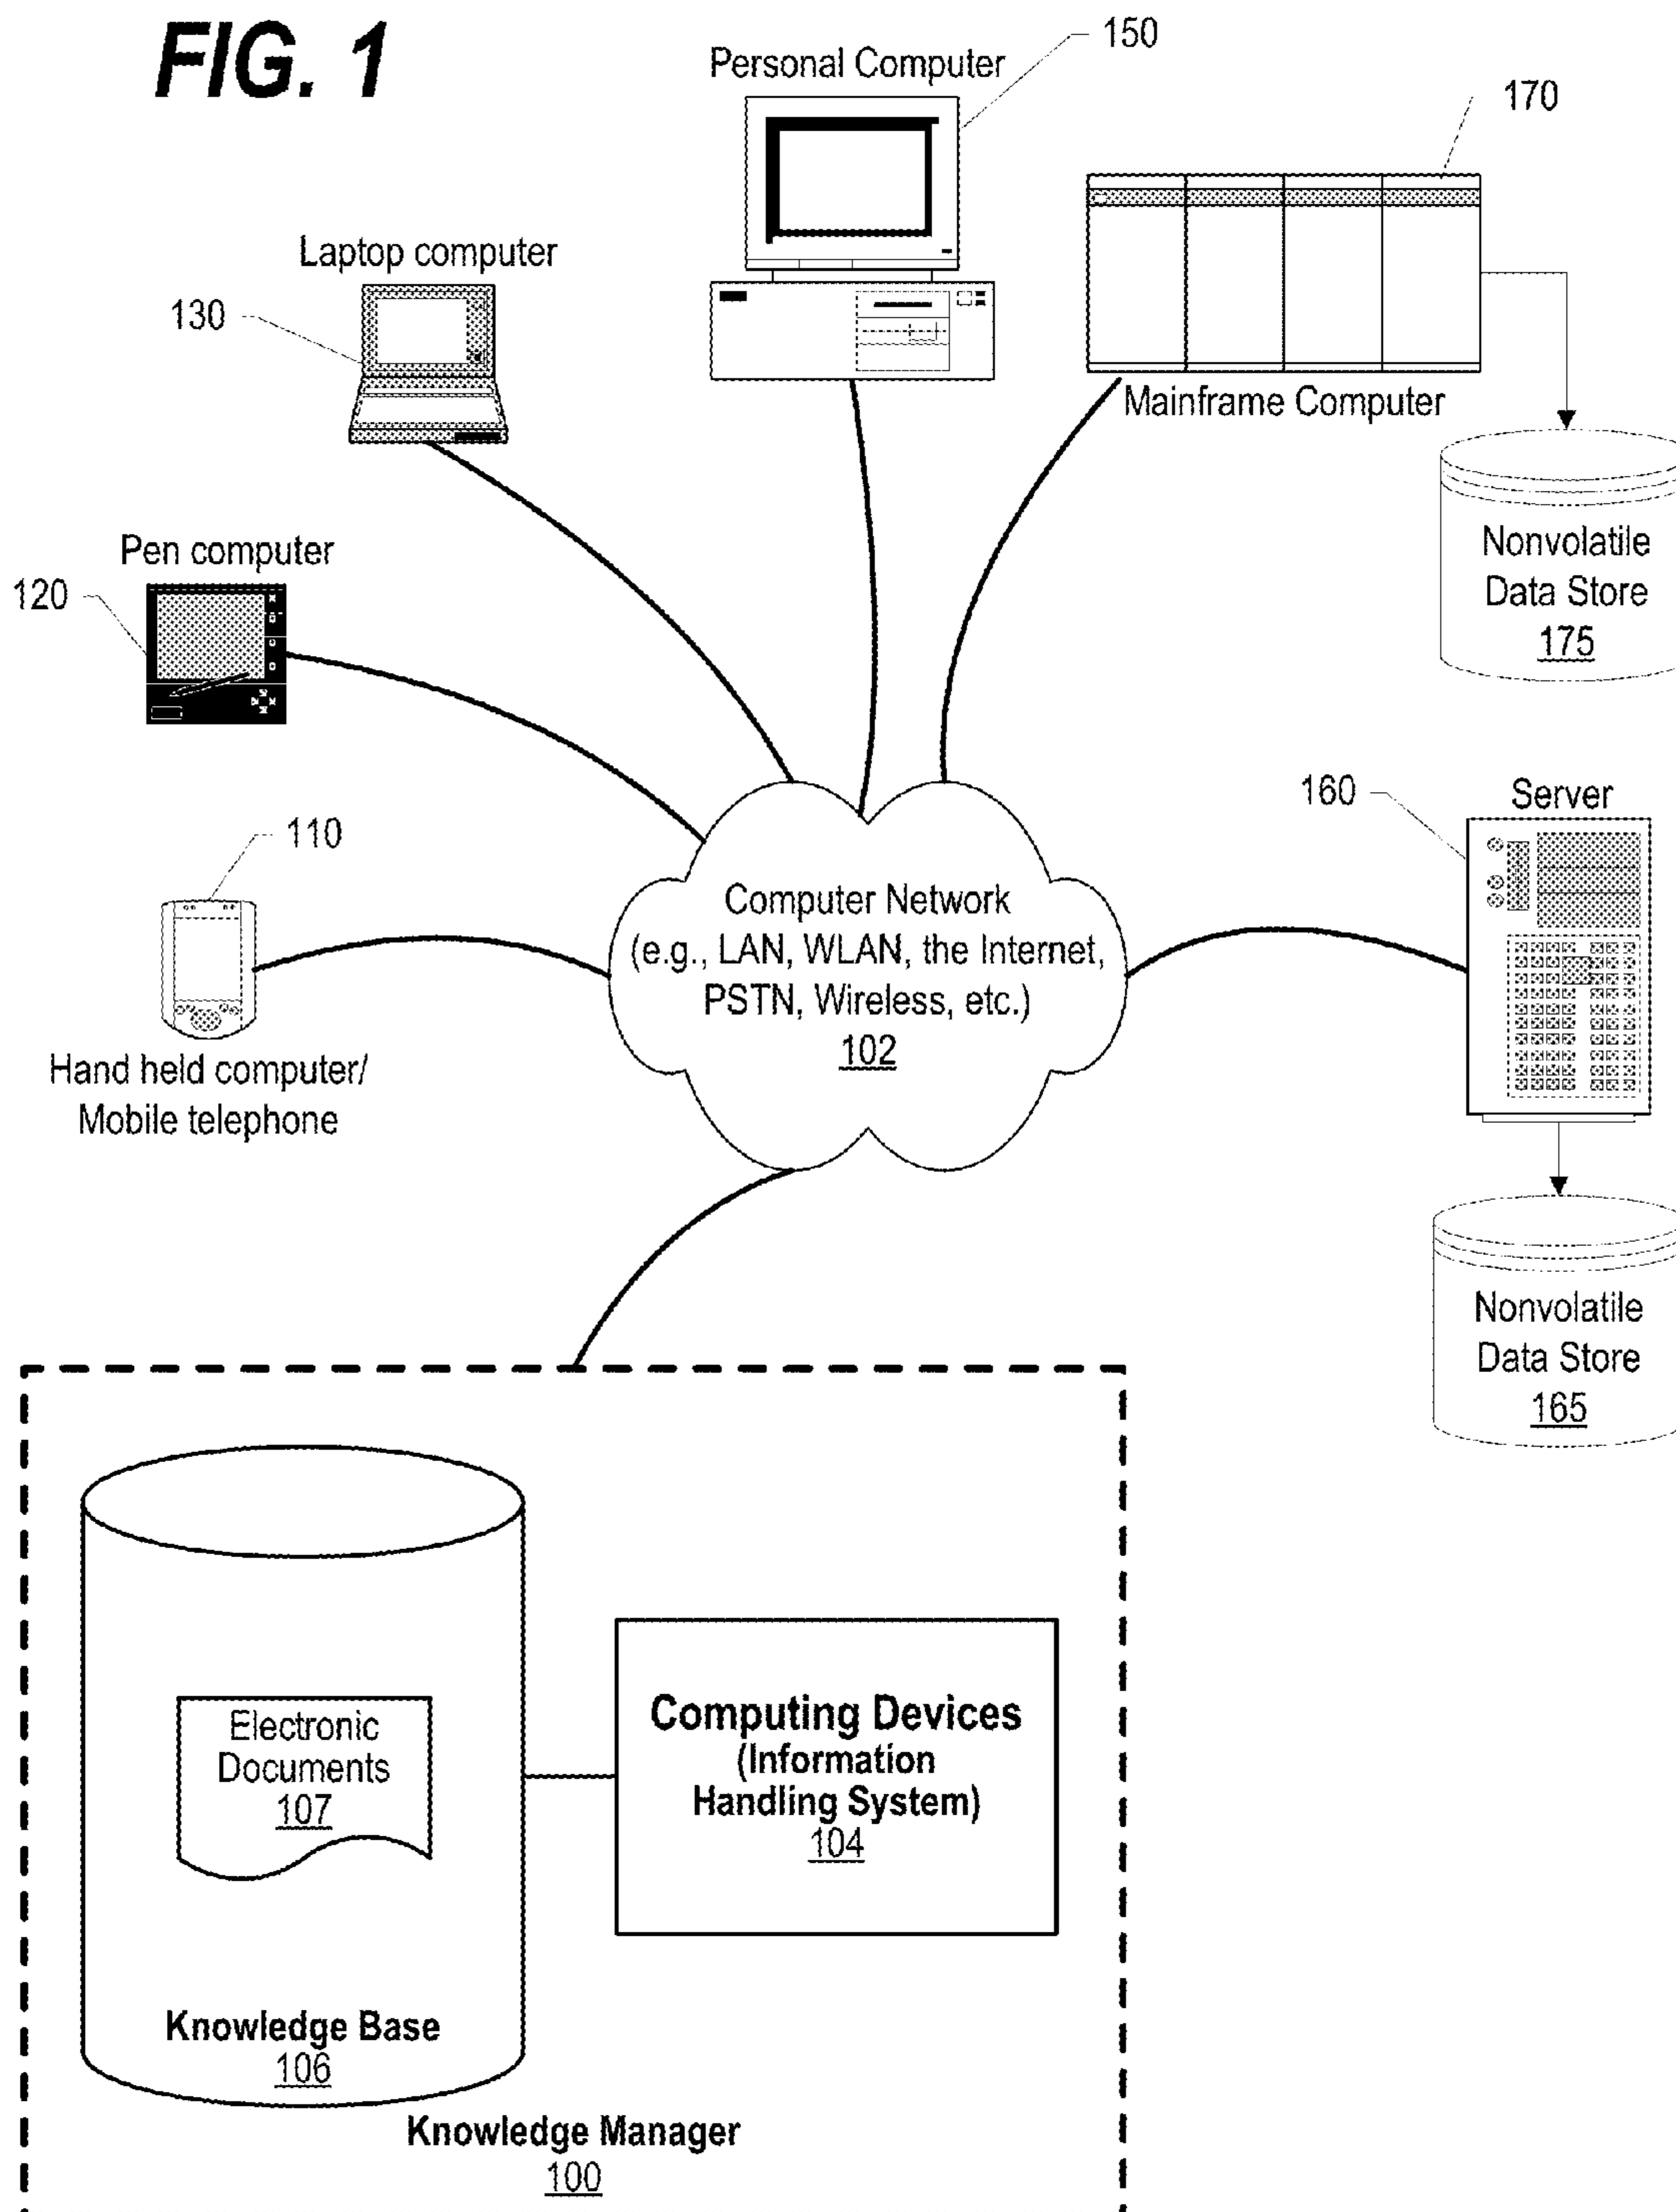 FIG. 1
Personal Computer
150
170
Laptop computer
130
Mainframe Computer
Nonvolatile
Data Store
175
Pen computer
120
160
Server
110
Computer Network
(e.g., LAN, WLAN, the Internet,
PSTN, Wireless, etc.)
102
Hand held computer/
Mobile telephone
Nonvolatile
Data Store
165
Electronic
Documents
107
Computing Devices
(Information
Handling System)
104
Knowledge Base
106
Knowledge Manager
100